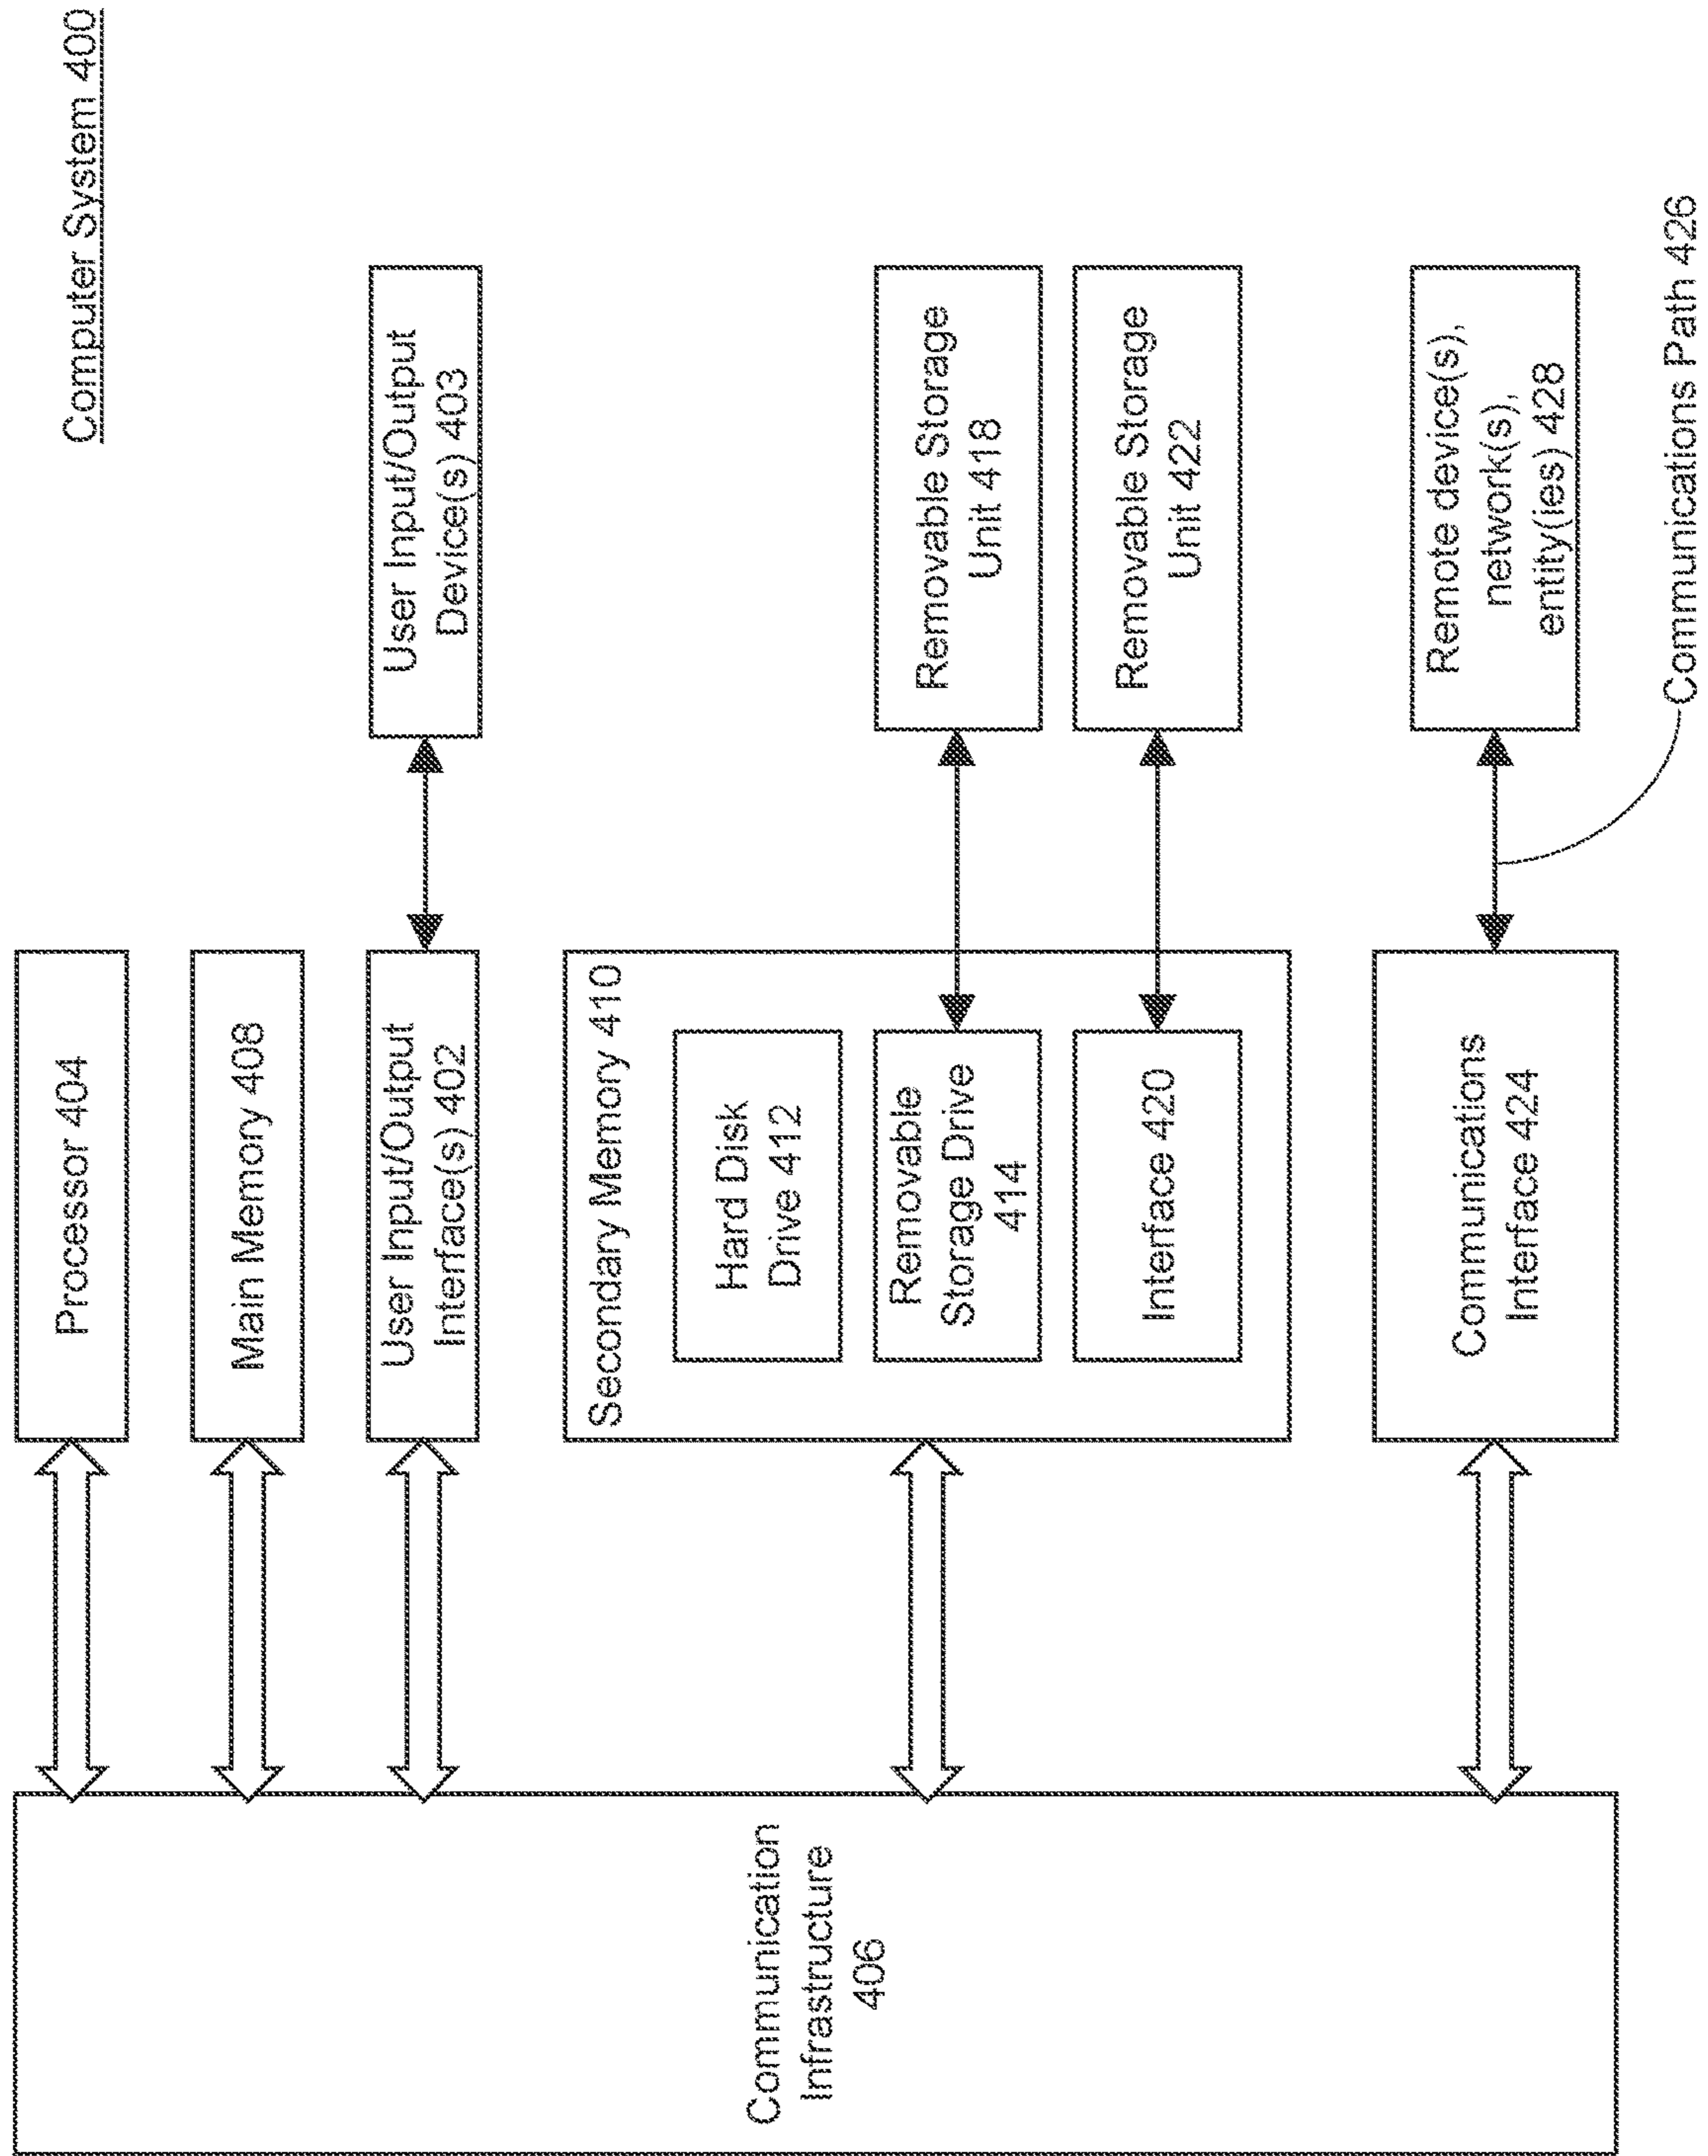 Computer System 400
Processor 404
Main Memory 408
User Input/Output
Interface(s) 402
User Input/Output
Device(s) 403
Secondary Memory 410
Hard Disk
Drive 412
Removable
Storage Drive
414
Removable Storage
Unit 418
Interface 420
Removable Storage
Unit 422
Communication
Infrastructure
406
Communications
Interface 424
Remote device(s),
network(s),
entity(ies) 428
Communications Path 426